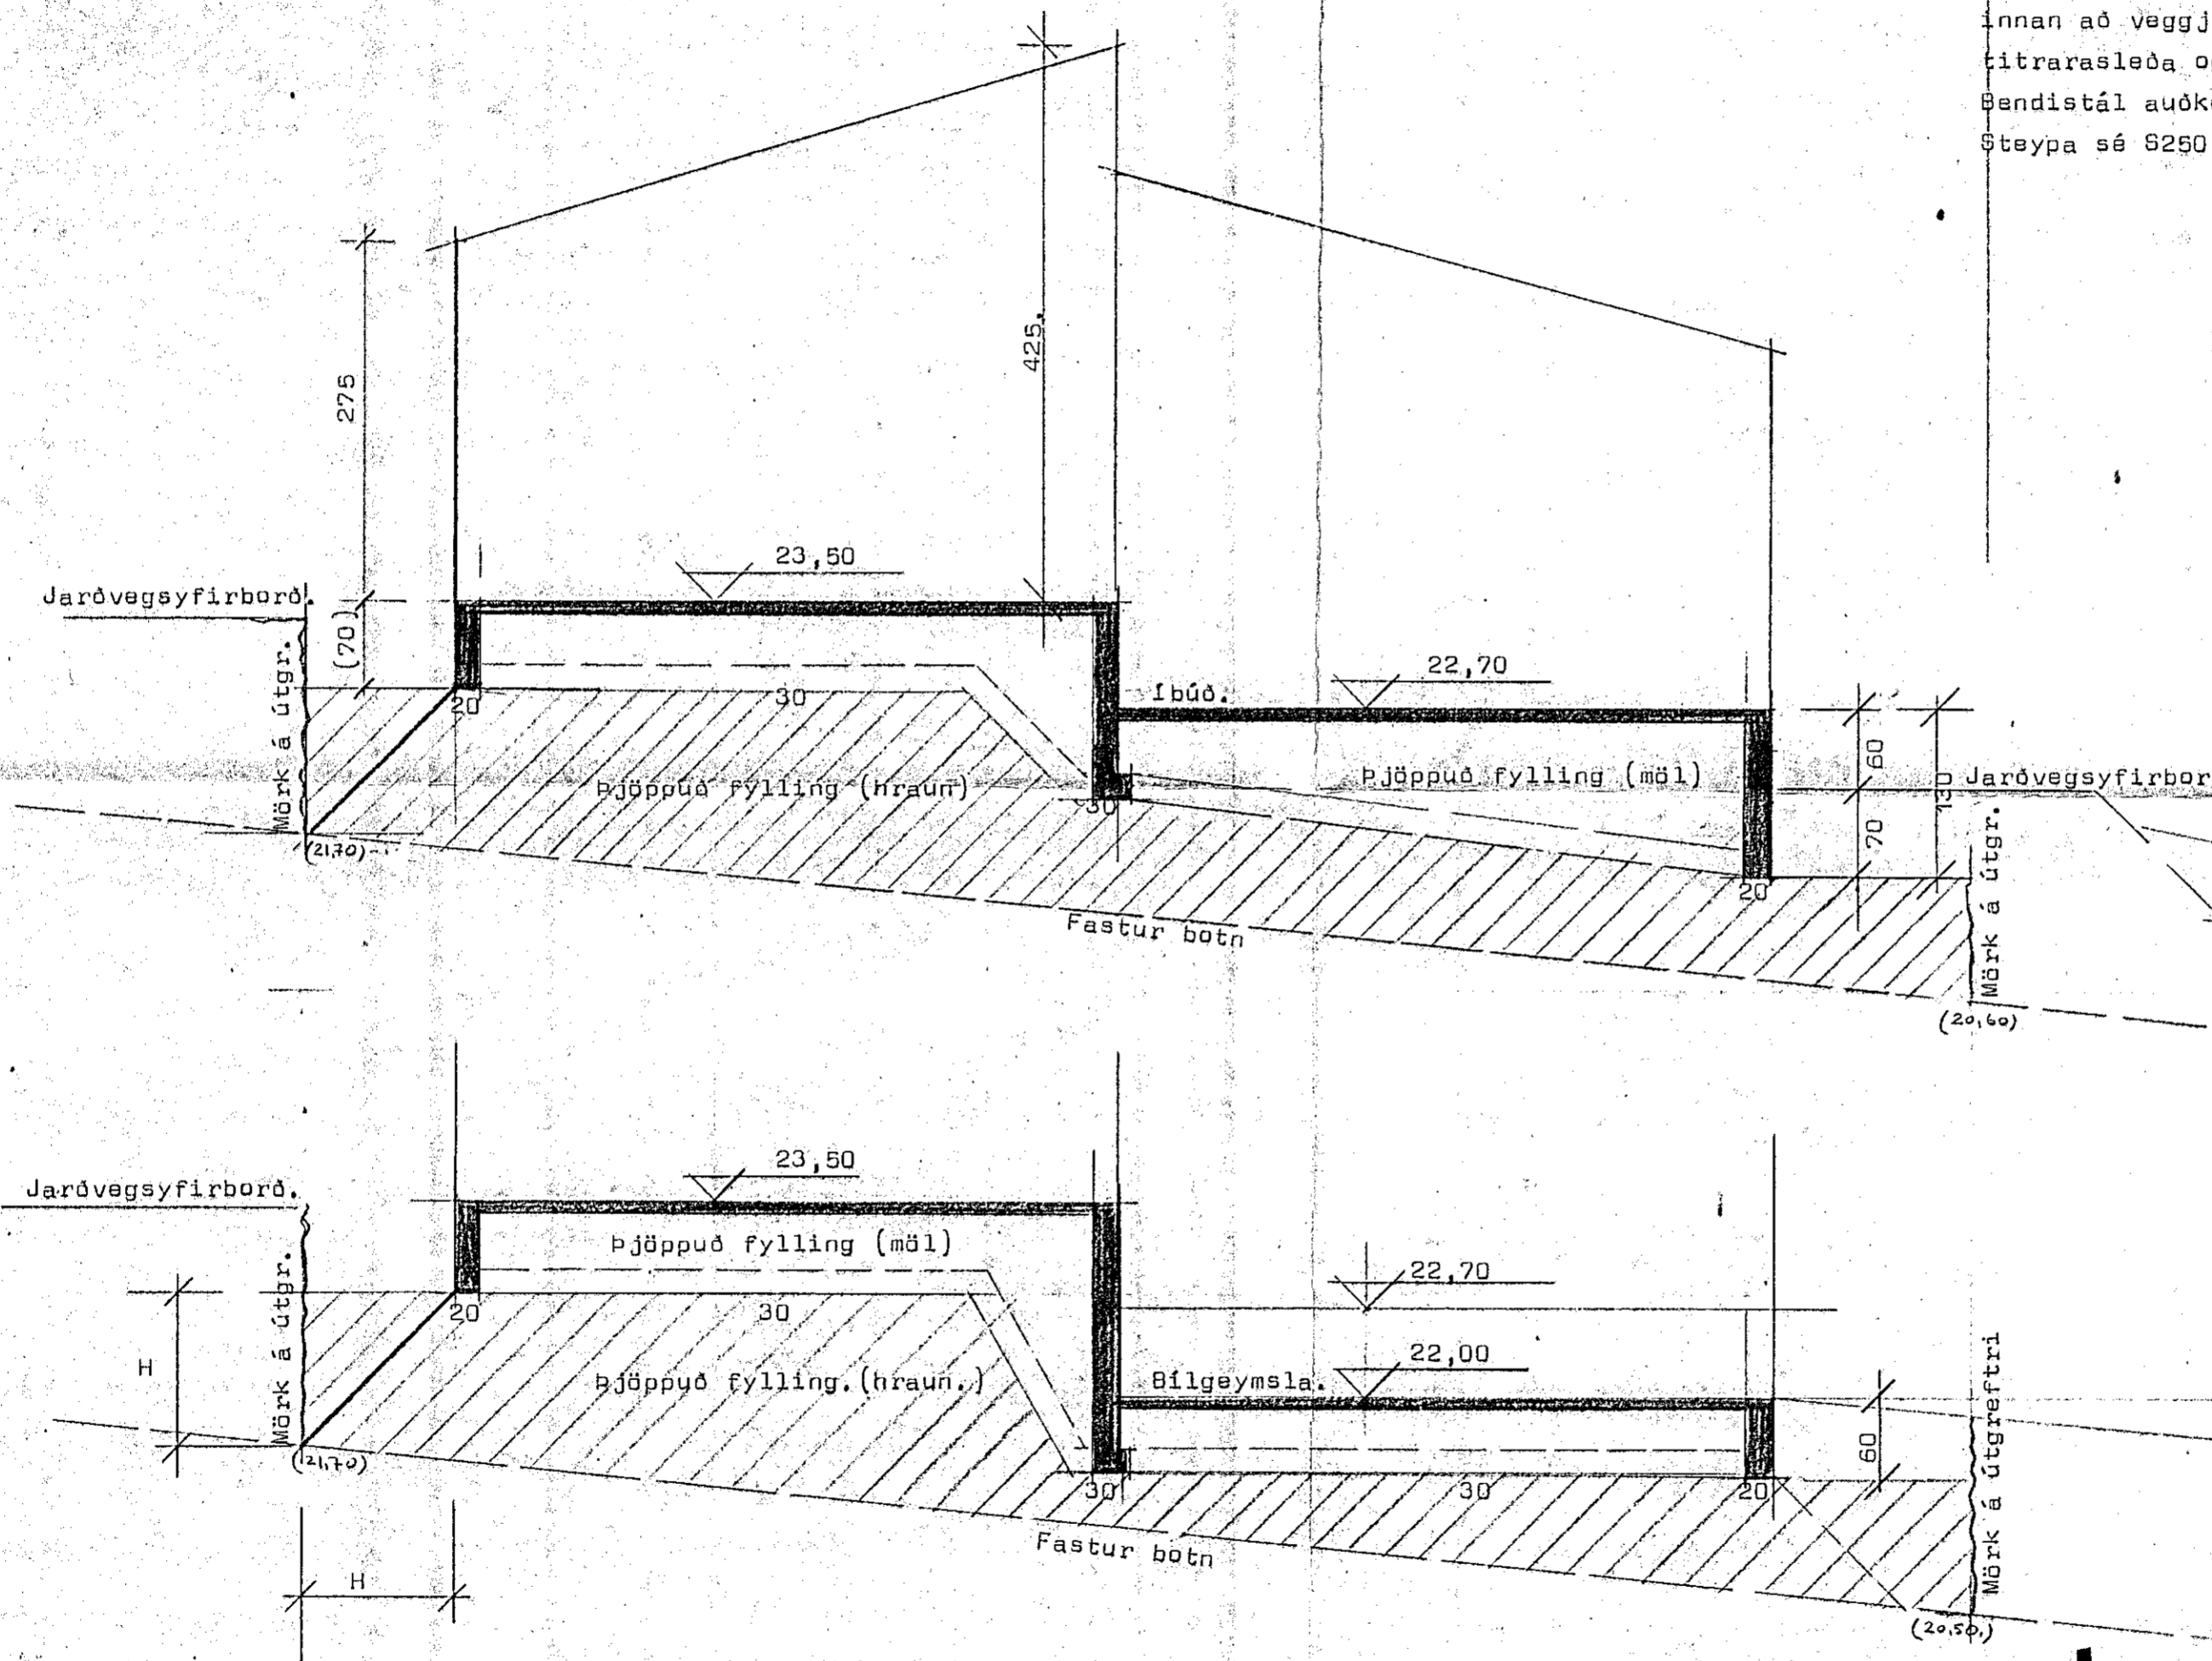 innan að veggj
titrarasleða o
Bendistál auðk
Steypa sé S250
425.
275
23,50
Jarðvegsyfirborð.
(70)
Mörk á útgr.
22,70
Íbúð.
20
30
60
130
Þjöppuð fylling (hraun)
Þjöppuð fylling (möl)
Jarðvegsyfirbor
30
70
Mörk á útgr.
(21,70)
20
Fastur botn
(20,60)
23,50
Jarðvegsyfirborð.
Þjöppuð fylling (möl)
Mörk á útgr.
22,70
20
30
H
22,00
Þjöppuð fylling.(hraun.)
Bílgeymsla.
Mörk á útgreftri
60
(21,70)
30
30
20
Fastur botn
H
(20,50,)